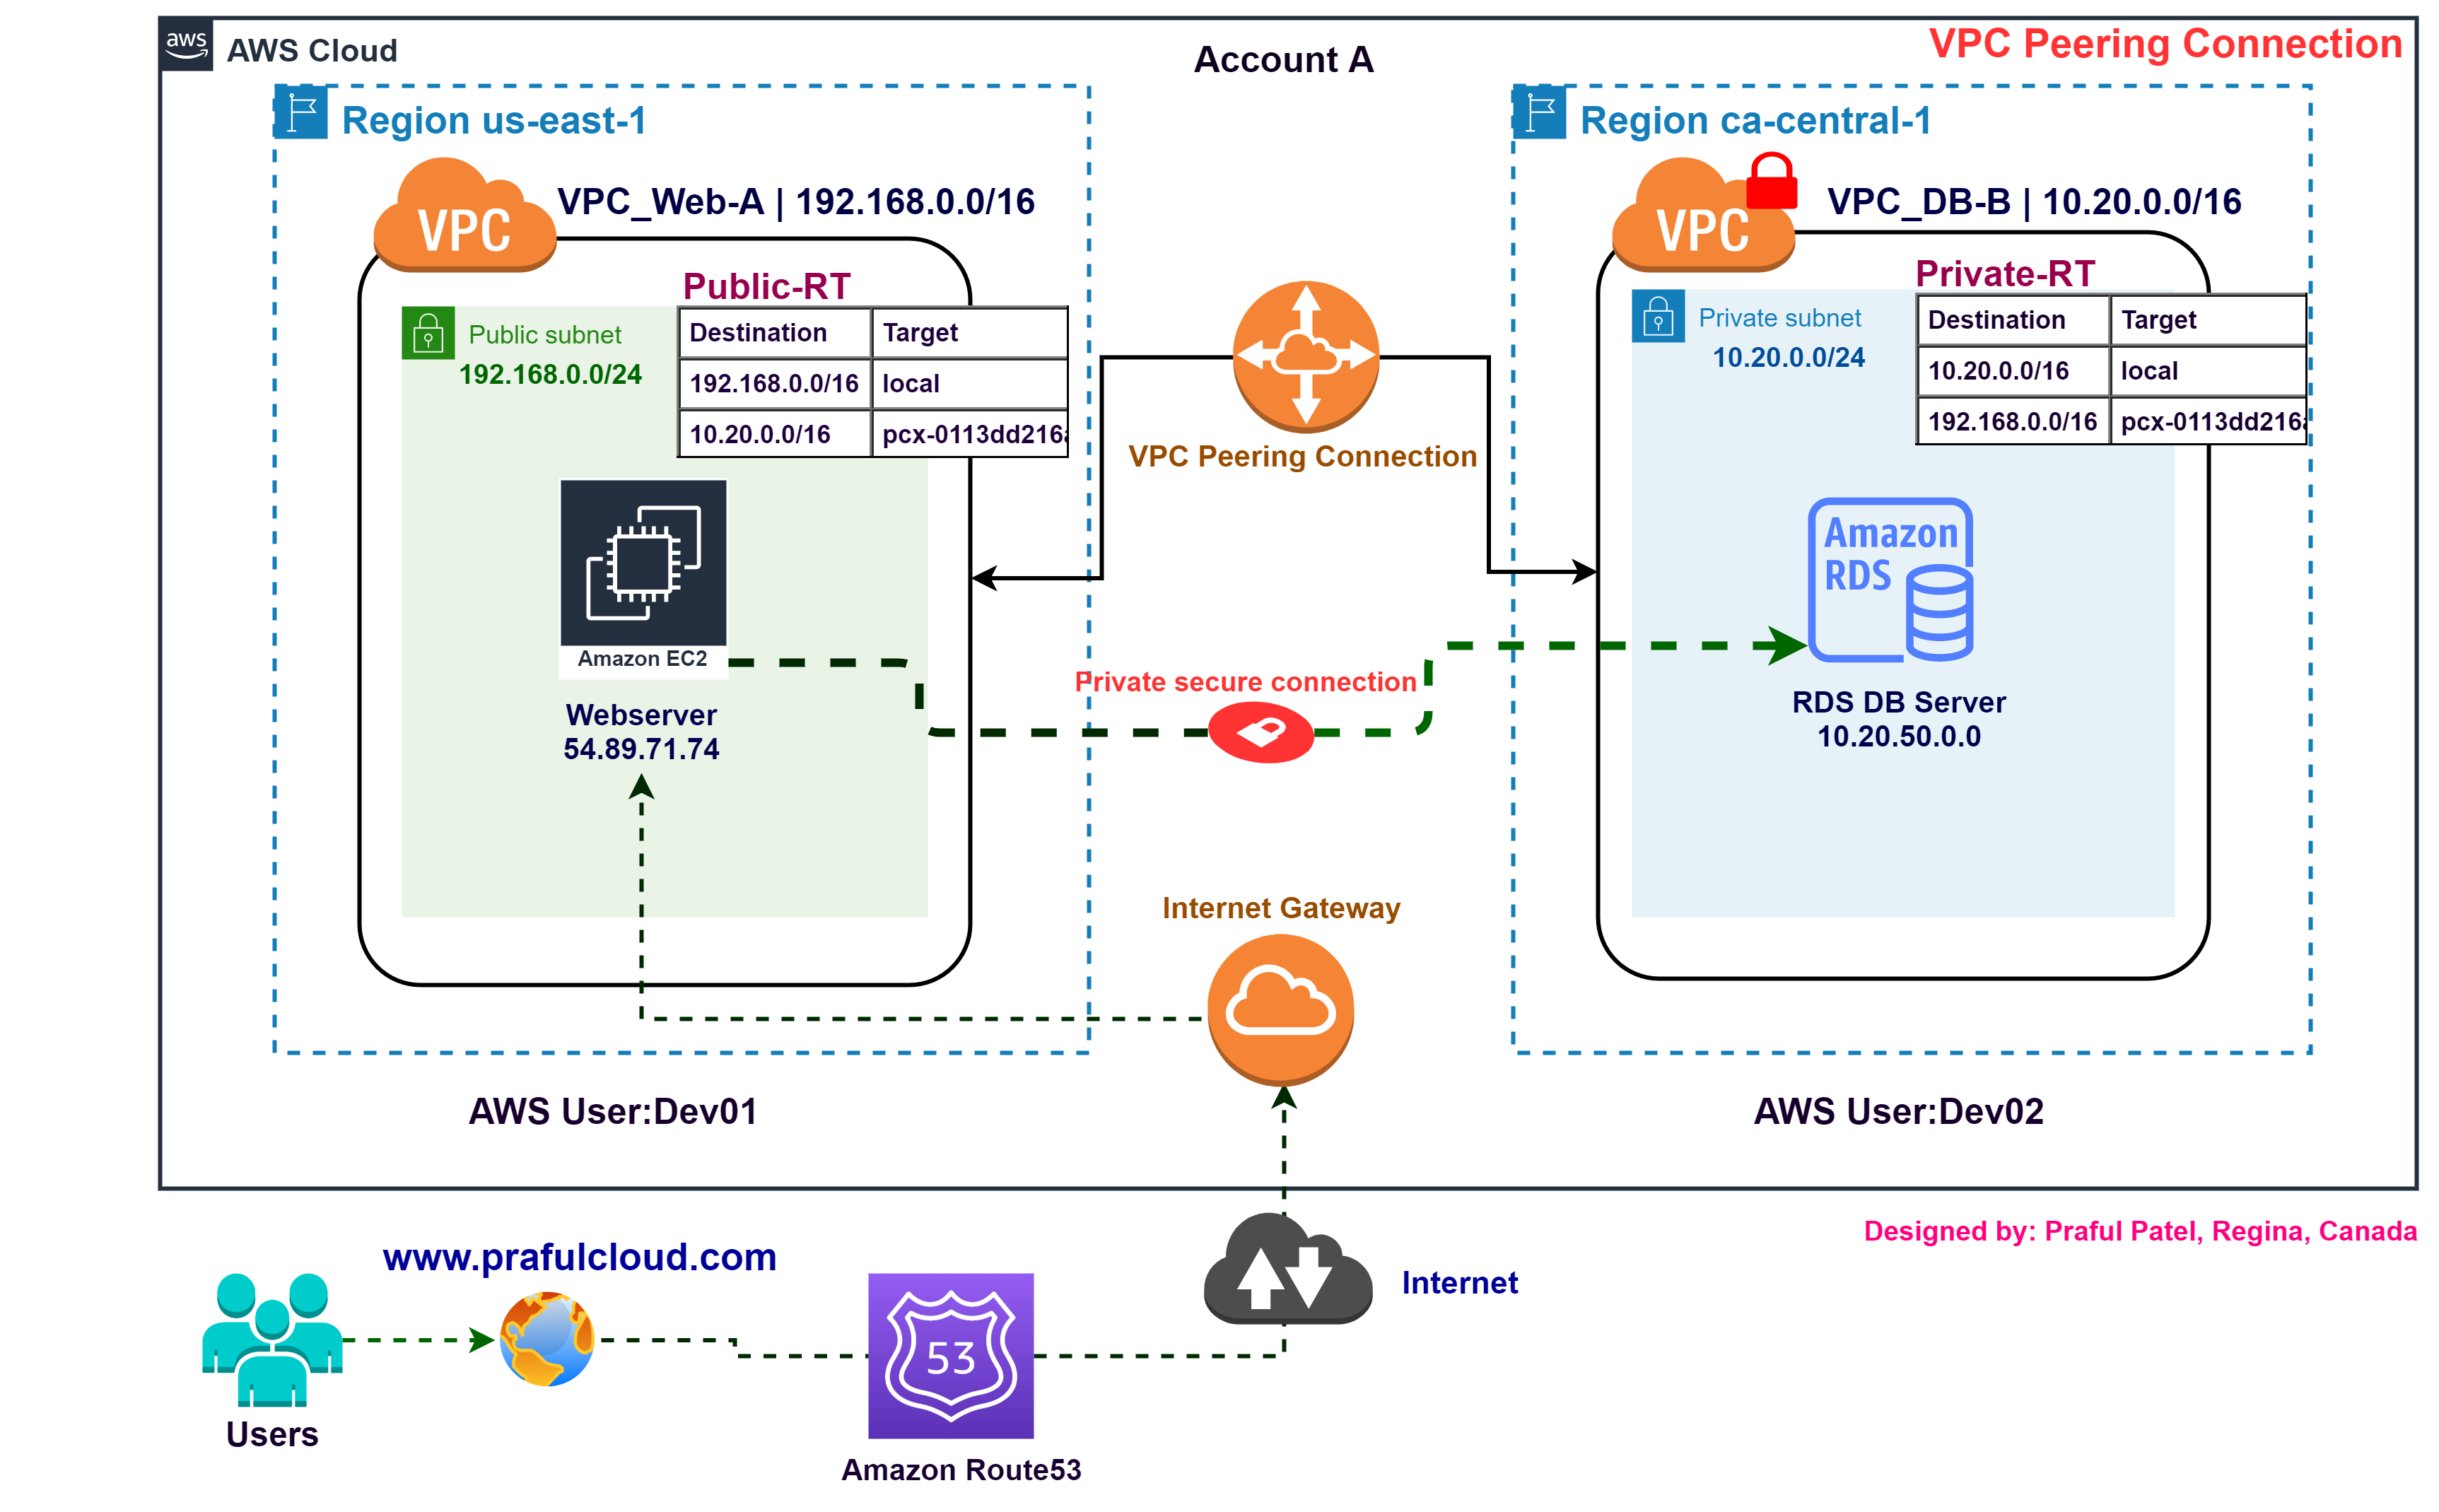 aws
AWS Cloud
Account A
VPC Peering Connection
Region us-east-1
VPC
VPC_Web-A | 192.168.0.0/16
Public-RT
Public subnet
192.168.0.0/24
Destination Target
192.168.0.0/16 local
10.20.0.0/16 pcx-0113dd216a
Amazon EC2
Webserver
54.89.71.74
AWS User:Dev01
VPC Peering Connection
Private secure connection
Internet Gateway
Region ca-central-1
VPC
VPC_DB-B | 10.20.0.0/16
Private-RT
Private subnet
10.20.0.0/24
Destination Target
10.20.0.0/16 local
192.168.0.0/16 pcx-0113dd216a
Amazon
RDS
RDS DB Server
10.20.50.0.0
AWS User:Dev02
Designed by: Praful Patel, Regina, Canada
www.prafulcloud.com
Internet
53
Users
Amazon Route53